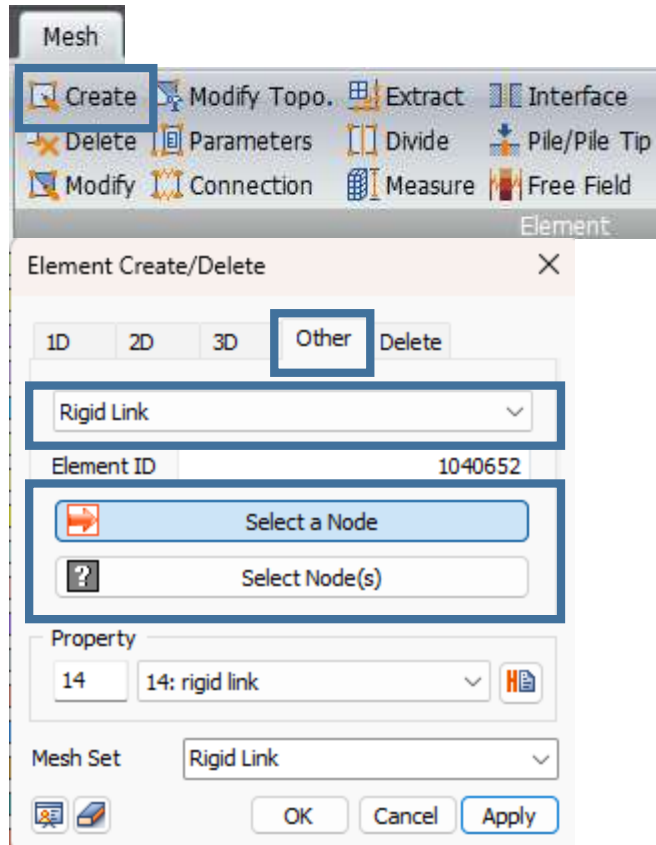 Mesh
Create Modify Topo. Extract Interface
Delete Parameters Divide Pile/Pile Tip
Modify Connection Measure Free Field
Element
Element Create/Delete
1D 2D 3D Other Delete
Rigid Link
Element ID 1040652
Select a Node
? Select Node(s)
Property
14 14: rigid link H
Mesh Set Rigid Link
OK Cancel Apply